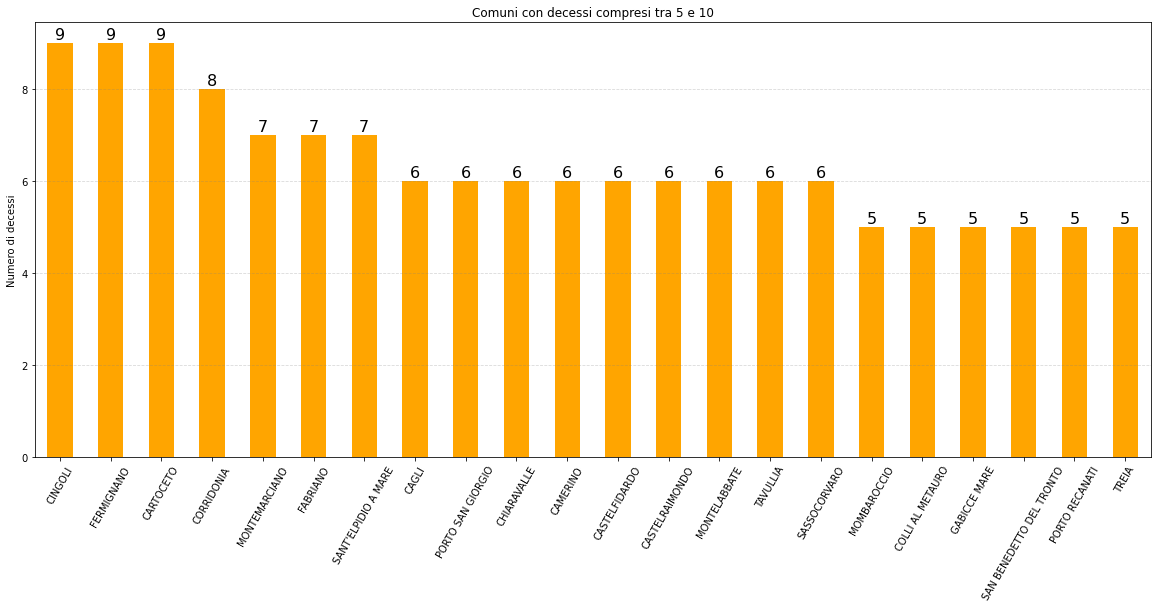 Comuni con decessi compresi tra 5 e 10
Numero di decessi
8
6
4
2
0
9 9 9 8 7 7 7 6 6 6 6 6 6 6 6 6 5 5 5 5 5 5
CINGOLI
FERMIGNANO
CARTOCETO
CORRIDONIA
MONTEMARCIANO
FABRIANO
SANT'ELPIDIO A MARE
CAGLI
PORTO SAN GIORGIO
CHIARAVALLE
CAMERINO
CASTELFIDARDO
CASTELRAIMONDO
MONTELABBATE
TAVULLIA
SASSOCORVARO
MOMBAROCCIO
COLLI AL METAURO
GABICCE MARE
SAN BENEDETTO DEL TRONTO
PORTO RECANATI
TREIA